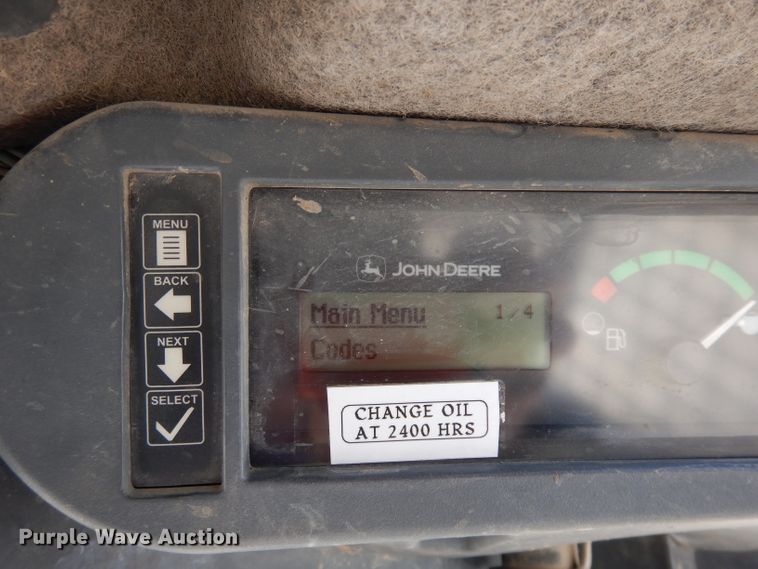 MENU
BACK
NEXT
SELECT
JOHN DEERE
Main Menu 1/4
Codes
CHANGE OIL
AT 2400 HRS
Purple Wave Auction®